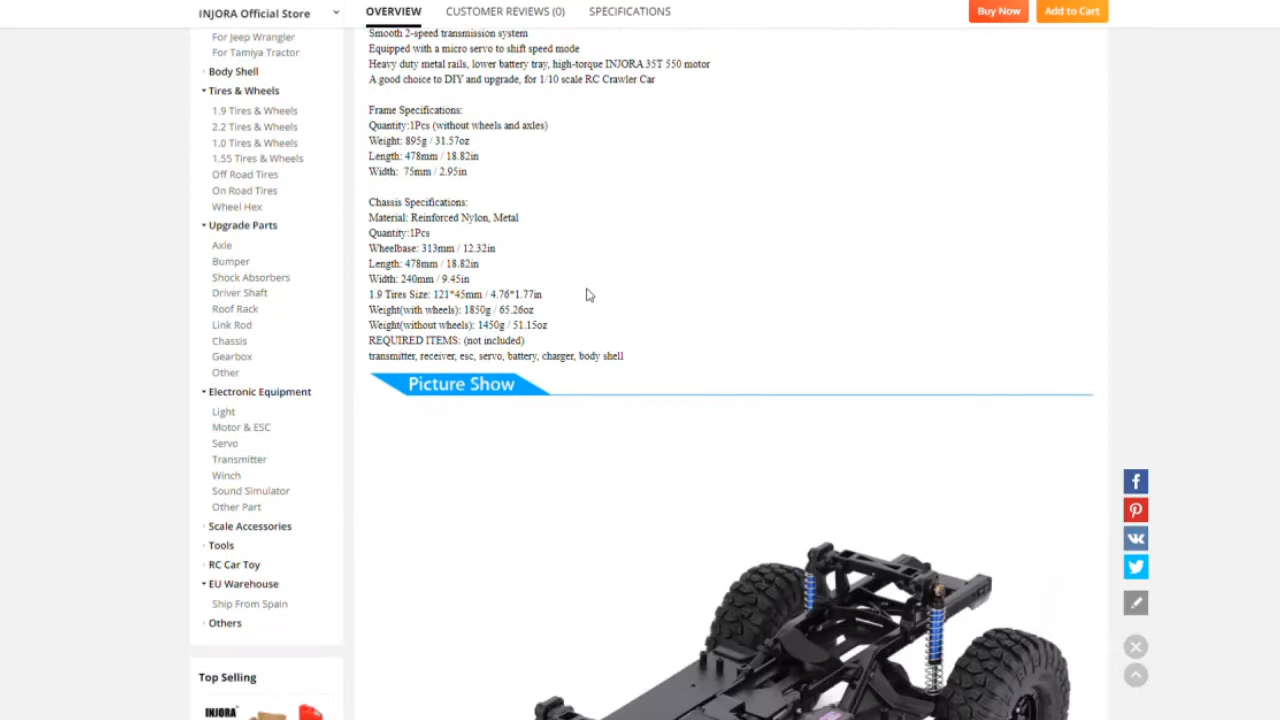 INJORA Official Store
OVERVIEW
CUSTOMER REVIEWS (0)
SPECIFICATIONS
Buy Now
Add to Cart
For Jeep Wrangler
For Tamiya Tractor
Body Shell
Tires & Wheels
1.9 Tires & Wheels
2.2 Tires & Wheels
1.0 Tires & Wheels
1.55 Tires & Wheels
Off Road Tires
On Road Tires
Wheel Hex
Upgrade Parts
Axle
Bumper
Shock Absorbers
Driver Shaft
Roof Rack
Link Rod
Chassis
Gearbox
Other
Electronic Equipment
Light
Motor & ESC
Servo
Transmitter
Winch
Sound Simulator
Other Part
Scale Accessories
Tools
RC Car Toy
EU Warehouse
Ship From Spain
Others
Top Selling
INJORA
Smooth 2-speed transmission system
Equipped with a micro servo to shift speed mode
Heavy duty metal rails, lower battery tray, high-torque INJORA 35T 550 motor
A good choice to DIY and upgrade, for 1/10 scale RC Crawler Car
Frame Specifications:
Quantity:1Pcs (without wheels and axles)
Weight: 895g / 31.57oz
Length: 478mm / 18.82in
Width:  75mm / 2.95in
Chassis Specifications:
Material: Reinforced Nylon, Metal
Quantity:1Pcs
Wheelbase: 313mm / 12.32in
Length: 478mm / 18.82in
Width: 240mm / 9.45in
1.9 Tires Size: 121*45mm / 4.76*1.77in
Weight(with wheels): 1850g / 65.26oz
Weight(without wheels): 1450g / 51.15oz
REQUIRED ITEMS: (not included)
transmitter, receiver, esc, servo, battery, charger, body shell
Picture Show